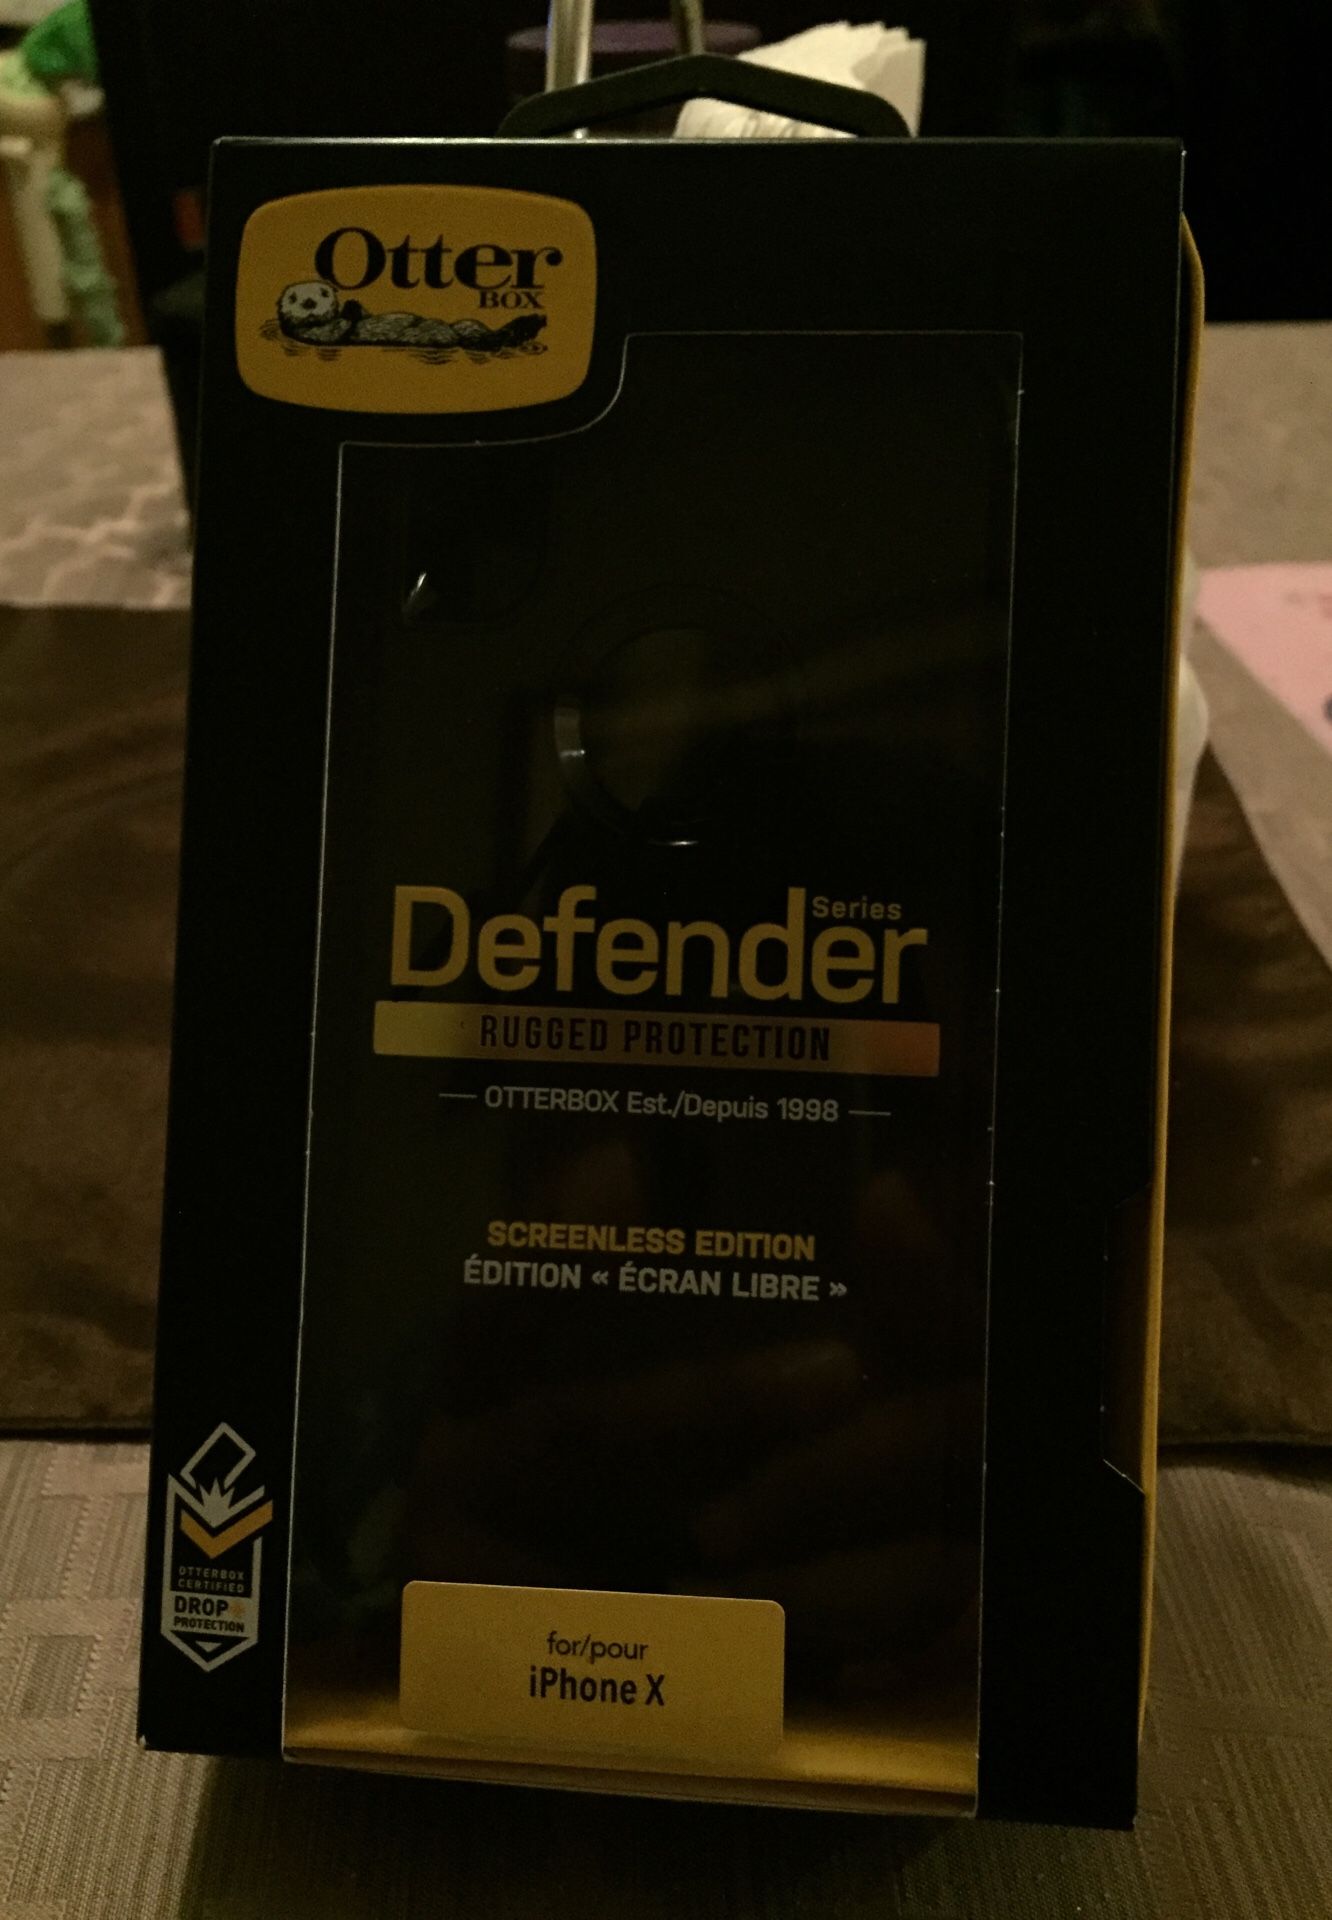 Otter
BOX
Defender Series
RUGGED PROTECTION
OTTERBOX Est./Depuis 1998
SCREENLESS EDITION
ÉDITION « ÉCRAN LIBRE »
OTTERBOX
CERTIFIED
DROP+
PROTECTION
for/pour
iPhone X